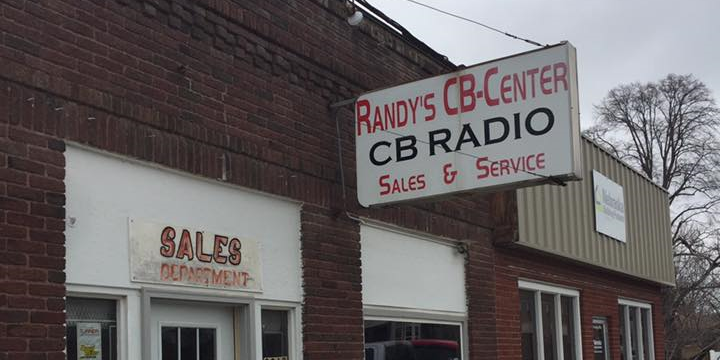 RANDY'S CB-CENTER
CB RADIO
SALES & SERVICE
SALES
DEPARTMENT